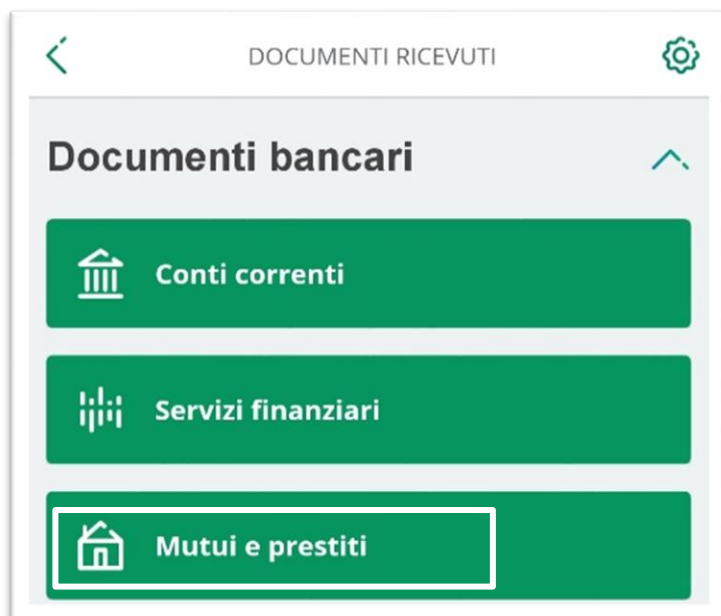 DOCUMENTI RICEVUTI
Documenti bancari
Conti correnti
Servizi finanziari
Mutui e prestiti